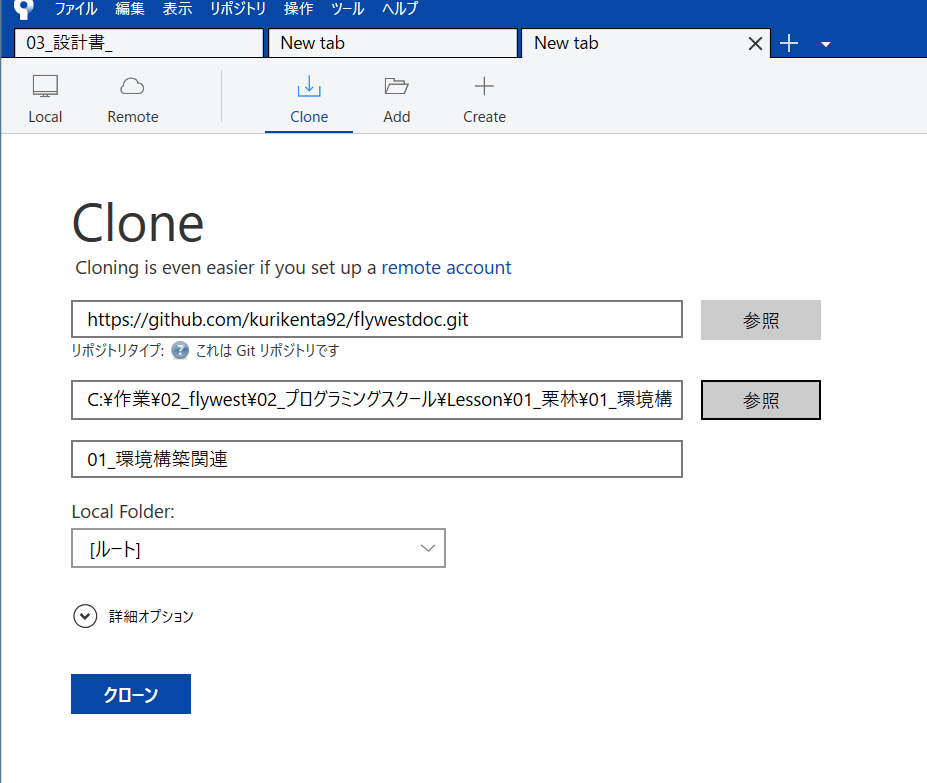 ファイル 編集 表示 リポジトリ 操作 ツール ヘルプ
03_設計書_ New tab New tab
Local Remote Clone Add Create
Clone
Cloning is even easier if you set up a remote account
https://github.com/kurikenta92/flywestdoc.git 参照
リポジトリタイプ: ? これは Git リポジトリです
C:¥作業¥02_flywest¥02_プログラミングスクール¥Lesson¥01_栗林¥01_環境構 参照
01_環境構築関連
Local Folder:
[ルート]
詳細オプション
クローン